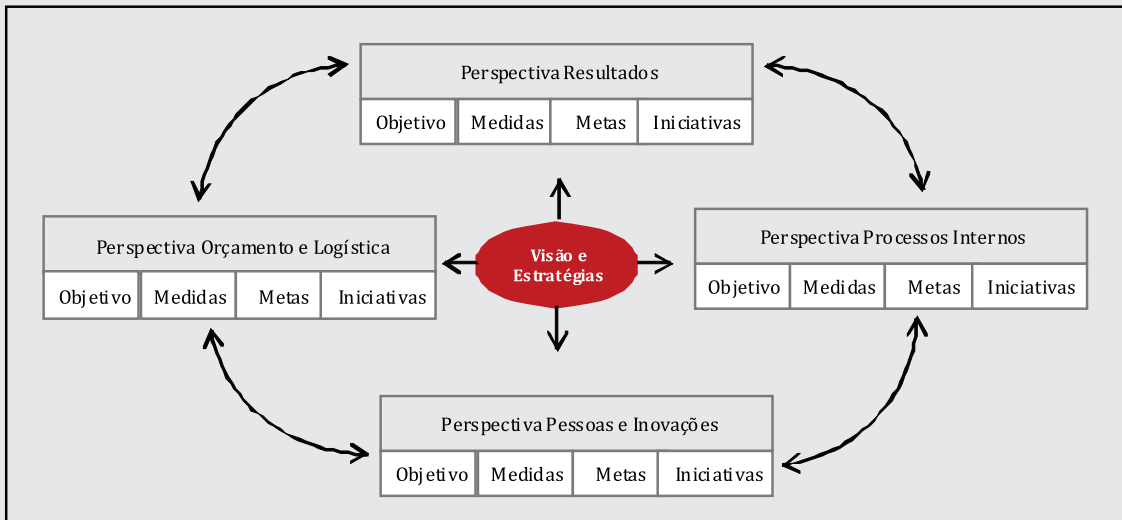 Perspectiva Resultados
Objetivo Medidas Metas Iniciativas
Perspectiva Orçamento e Logística
Objetivo Medidas Metas Iniciativas
Visão e
Estratégias
Perspectiva Processos Internos
Objetivo Medidas Metas Iniciativas
Perspectiva Pessoas e Inovações
Objetivo Medidas Metas Iniciativas